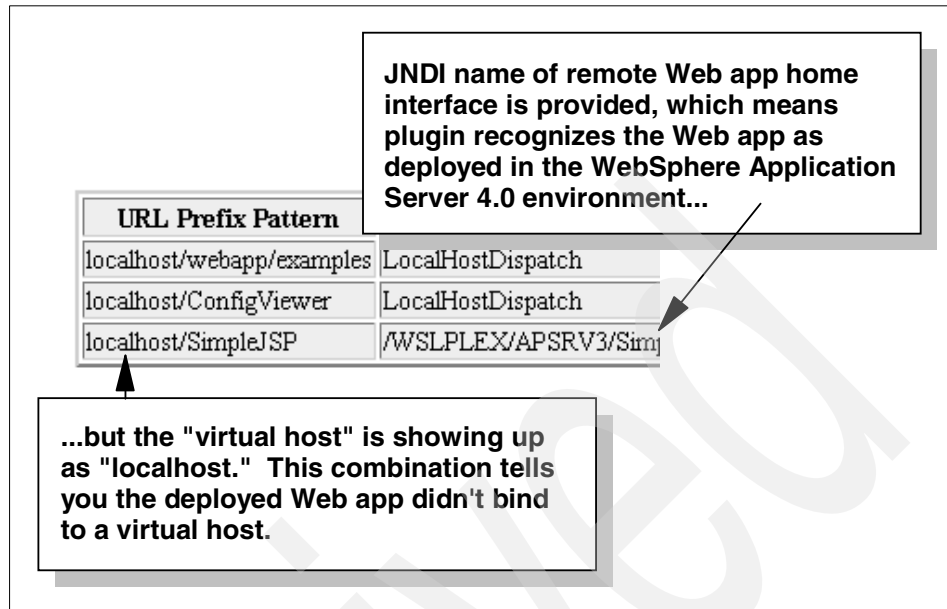 JNDI name of remote Web app home
interface is provided, which means
plugin recognizes the Web app as
deployed in the WebSphere Application
Server 4.0 environment...
URL Prefix Pattern
localhost/webapp/examples LocalHostDispatch
localhost/ConfigViewer LocalHostDispatch
localhost/SimpleJSP /WSLPLEX/APSRV3/Simp
...but the "virtual host" is showing up
as "localhost." This combination tells
you the deployed Web app didn't bind
to a virtual host.